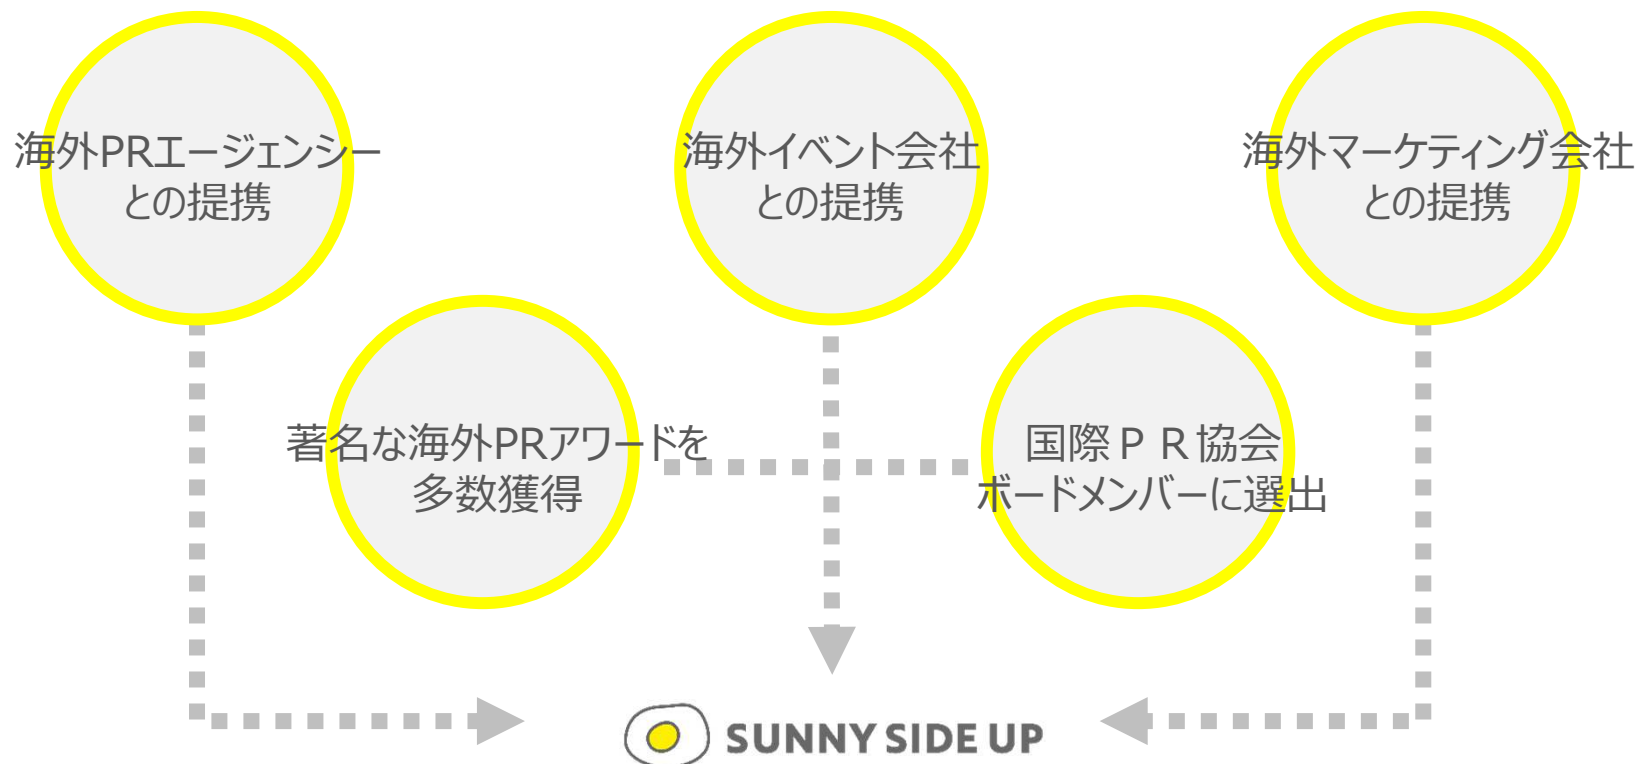 海外PRエージェンシー
との提携
海外イベント会社
との提携
海外マーケティング会社
との提携
著名な海外PRアワードを
多数獲得
国際ＰＲ協会
ボードメンバーに選出
SUNNY SIDE UP